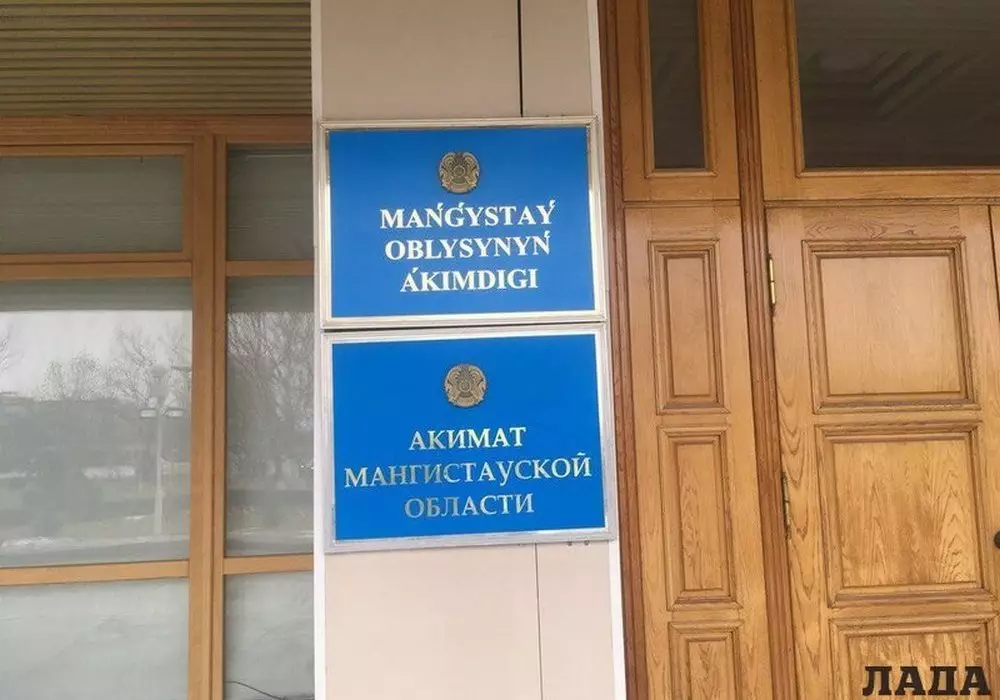 MAŃǴYSTAÝ
OBLYSYNYŃ
ÁKIMDIGI
АКИМАТ
МАНГИСТАУСКОЙ
ОБЛАСТИ
ЛАДА